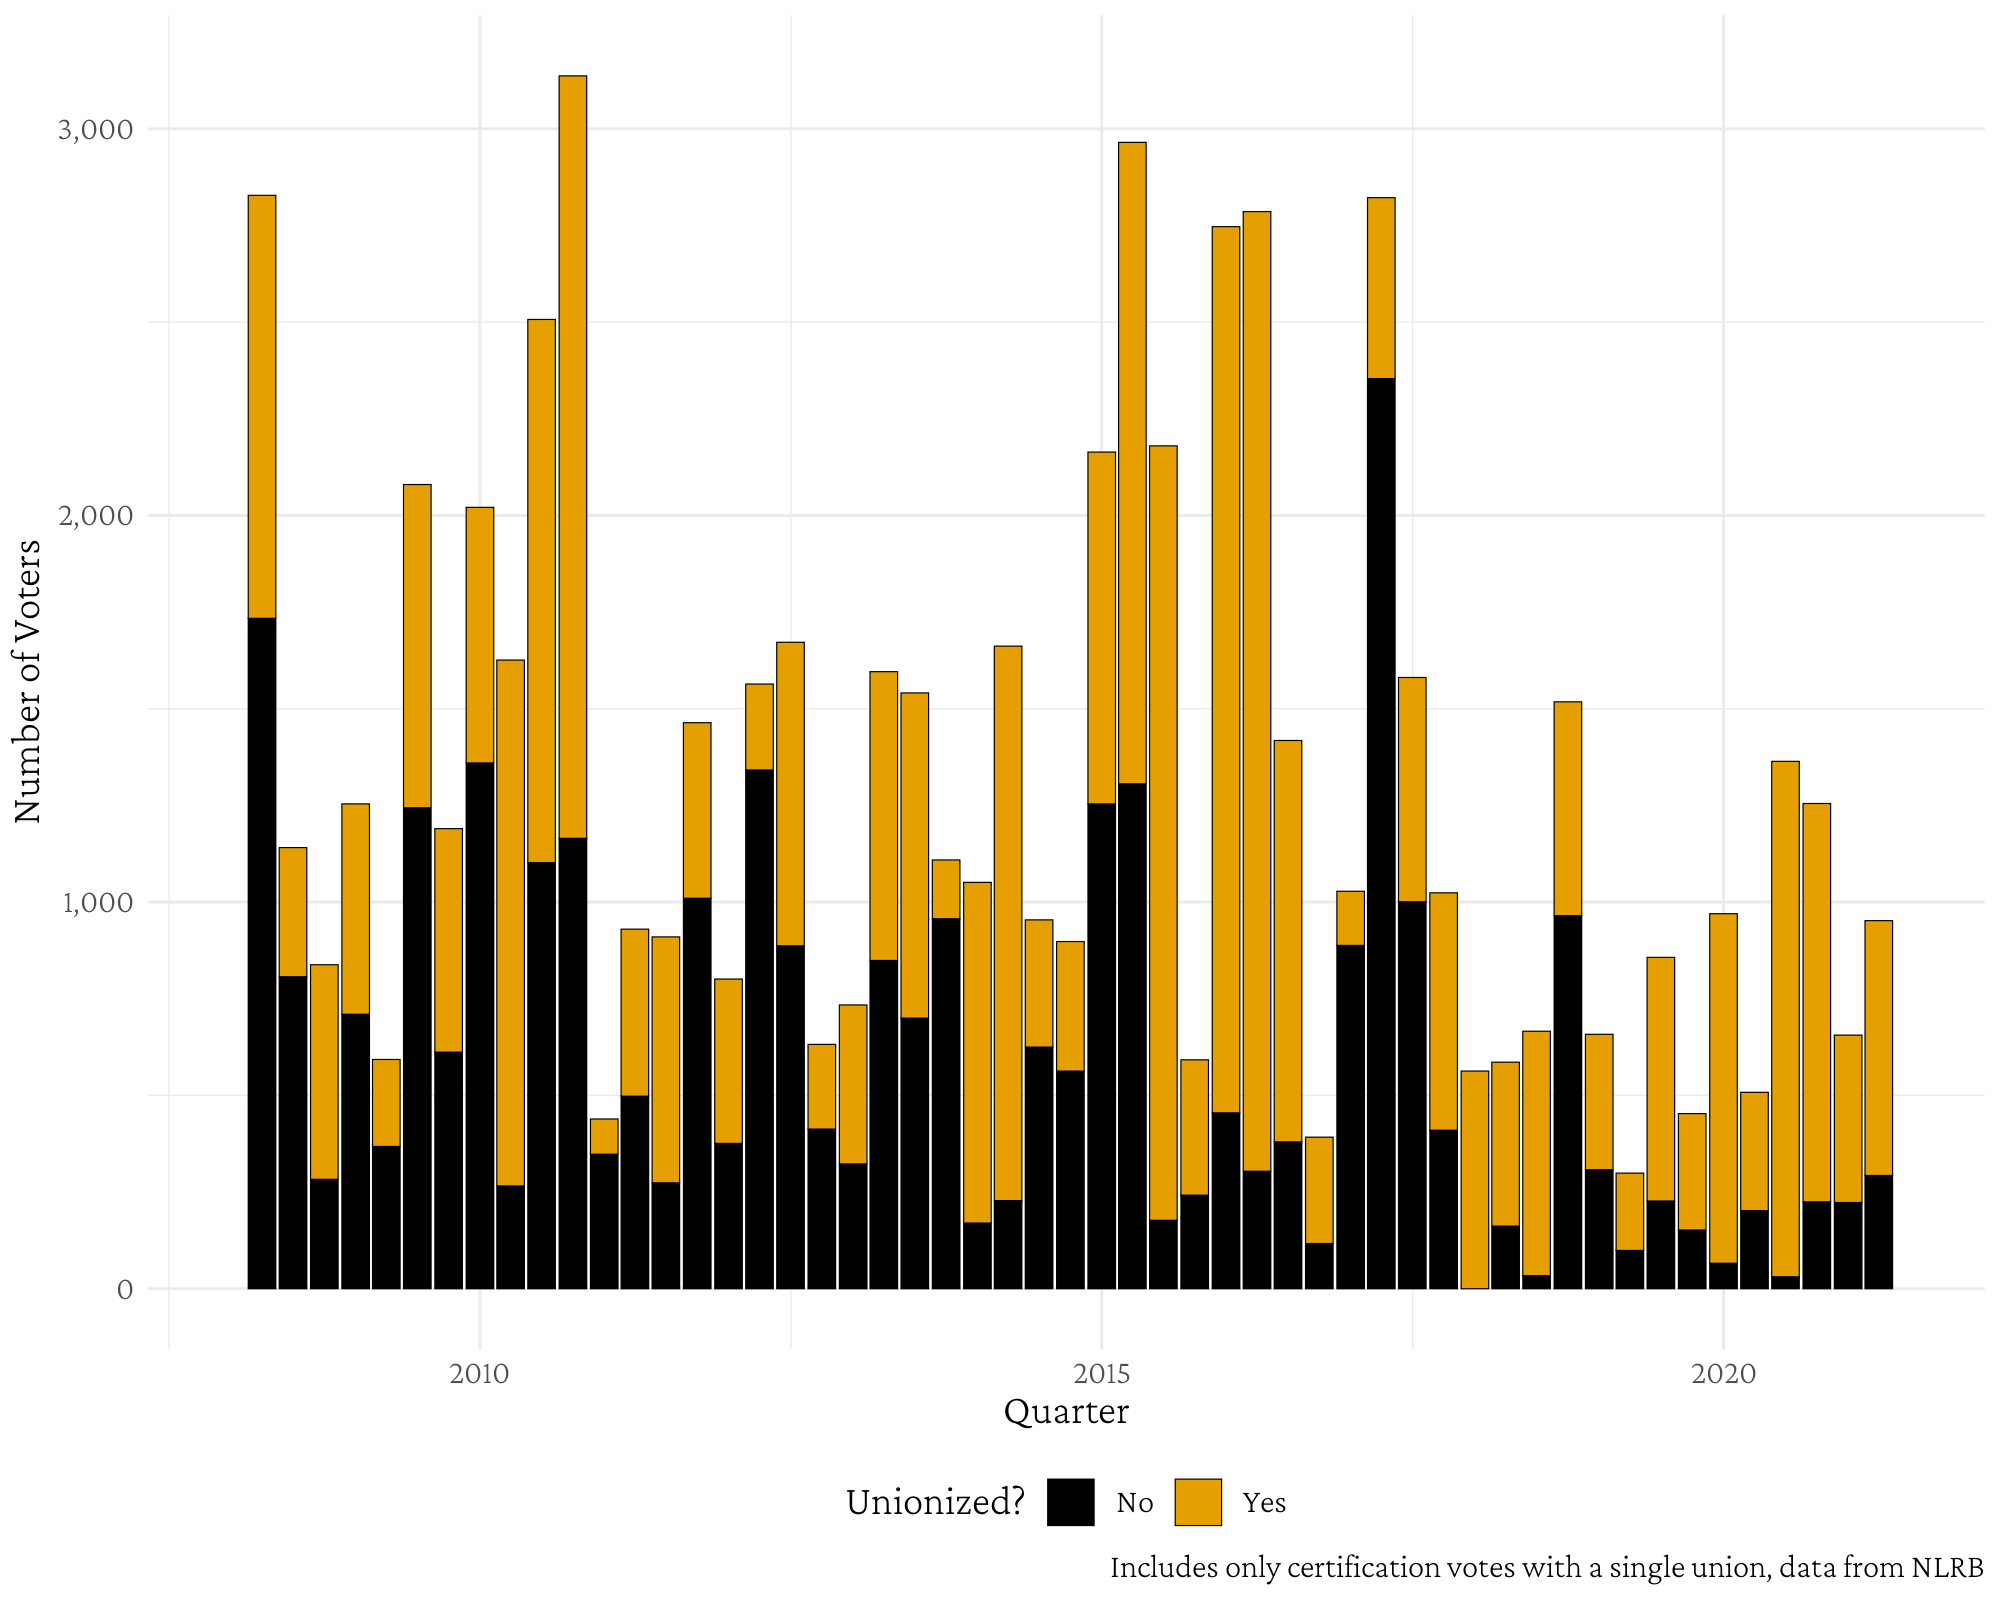 3,000
2,000
1,000
0
Number of Voters
2010 2015 2020
Quarter
Unionized? No Yes
Includes only certification votes with a single union, data from NLRB